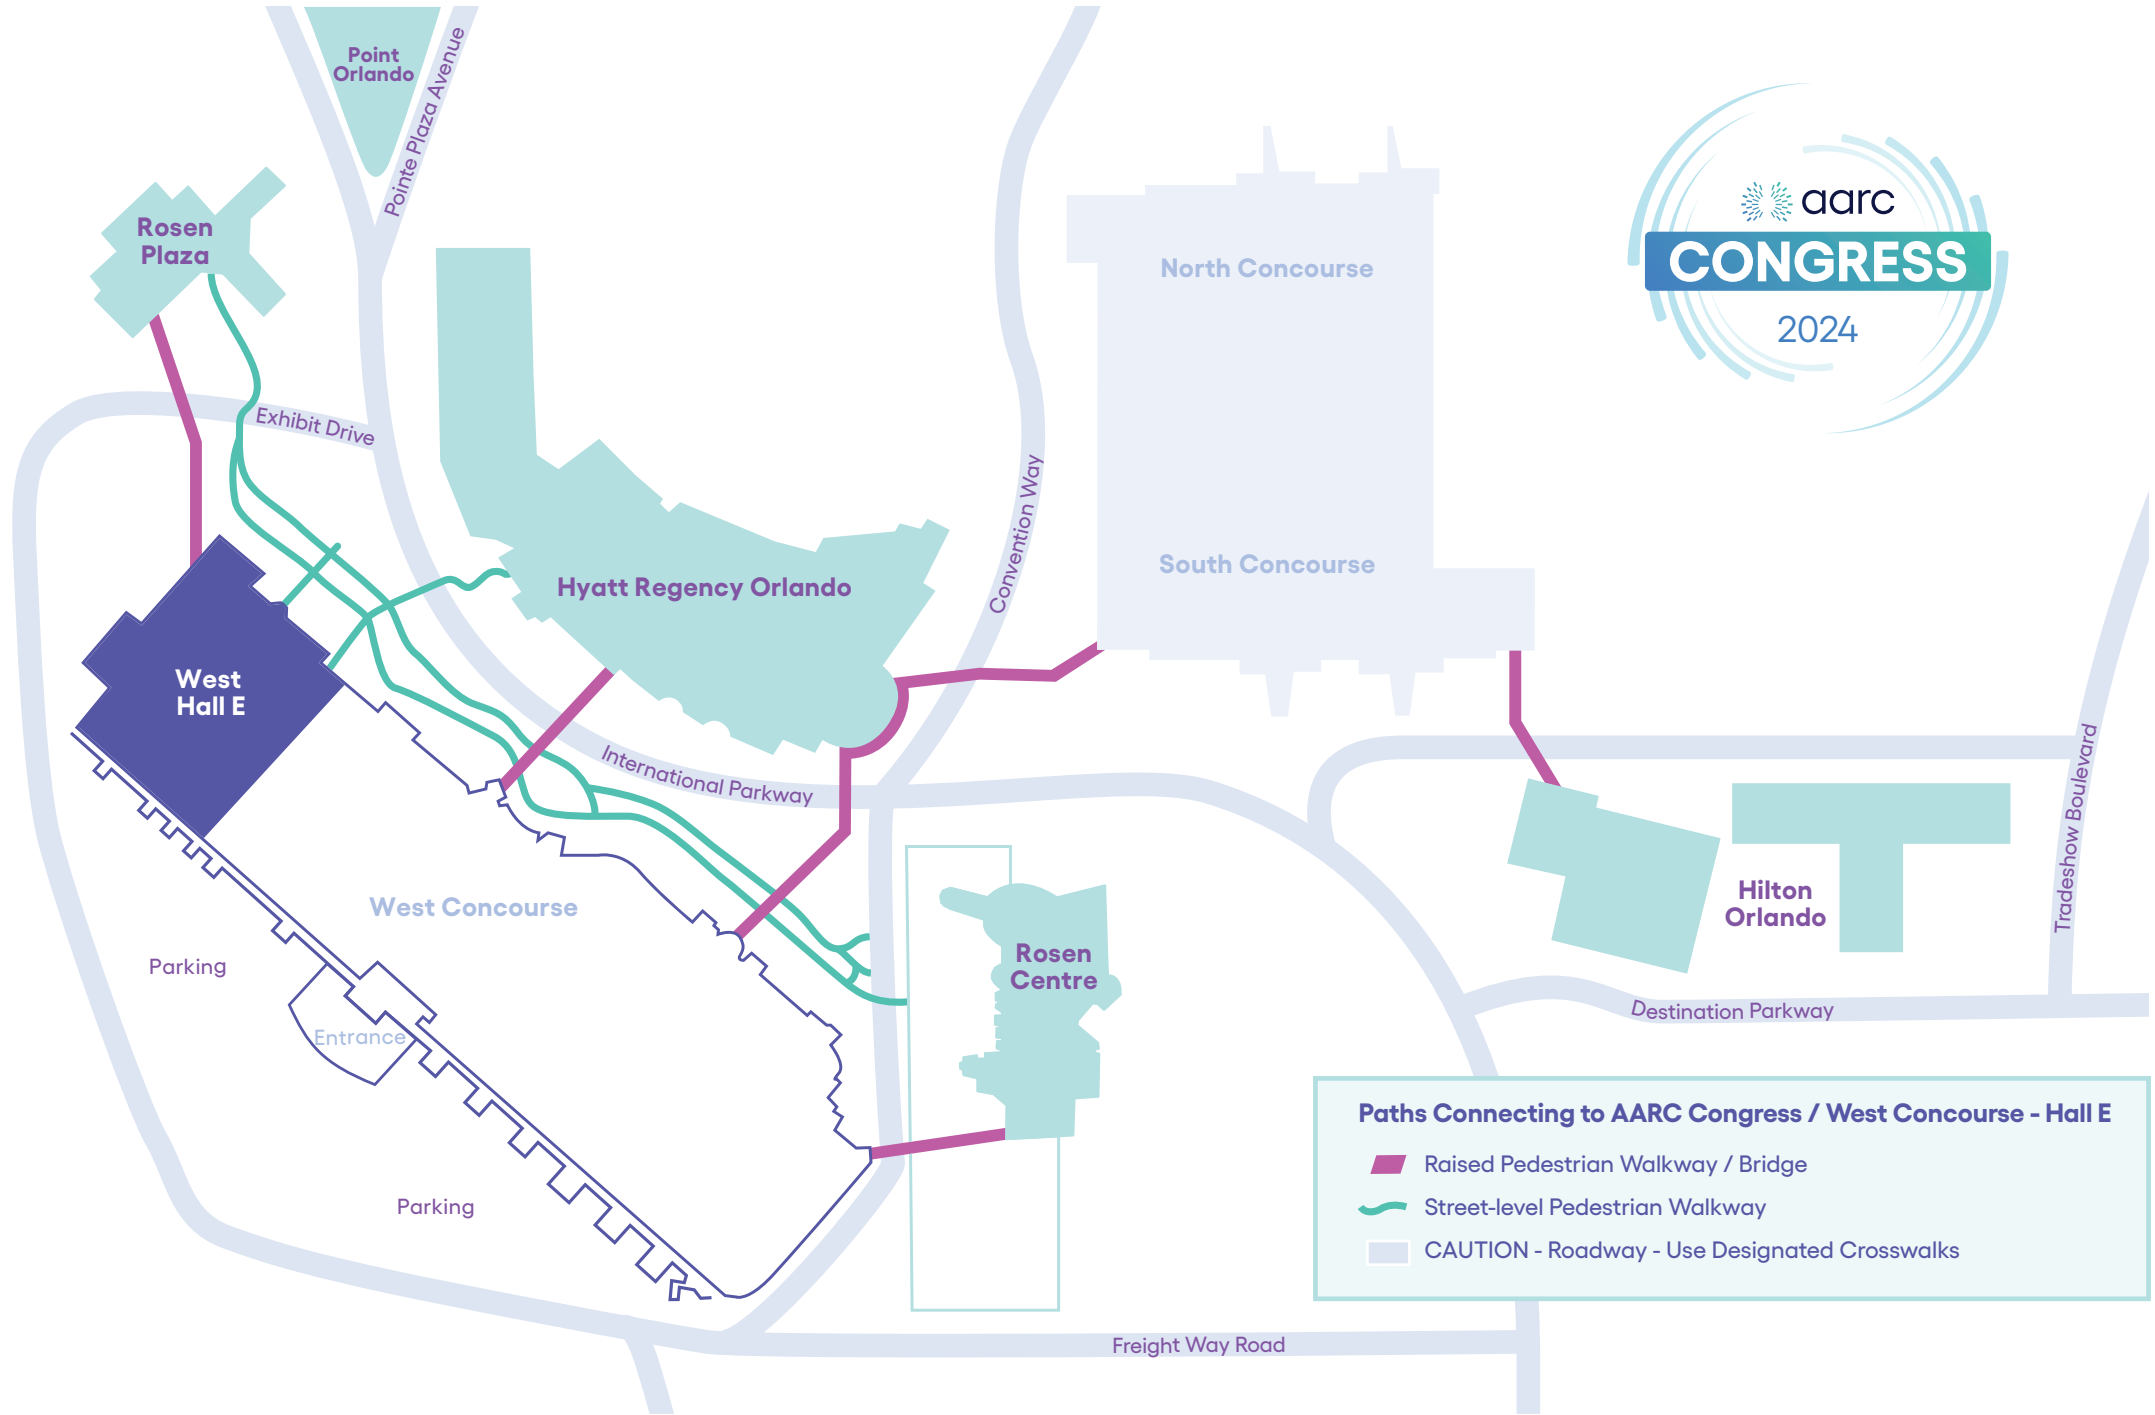 Point
Orlando
Pointe Plaza Avenue
aarc
CONGRESS
2024
Rosen
Plaza
North Concourse
Exhibit Drive
Convention Way
South Concourse
Hyatt Regency Orlando
West
Hall E
International Parkway
Tradeshow Boulevard
Hilton
Orlando
West Concourse
Rosen
Centre
Parking
Entrance
Destination Parkway
Paths Connecting to AARC Congress / West Concourse - Hall E
Raised Pedestrian Walkway / Bridge
Street-level Pedestrian Walkway
CAUTION - Roadway - Use Designated Crosswalks
Parking
Freight Way Road